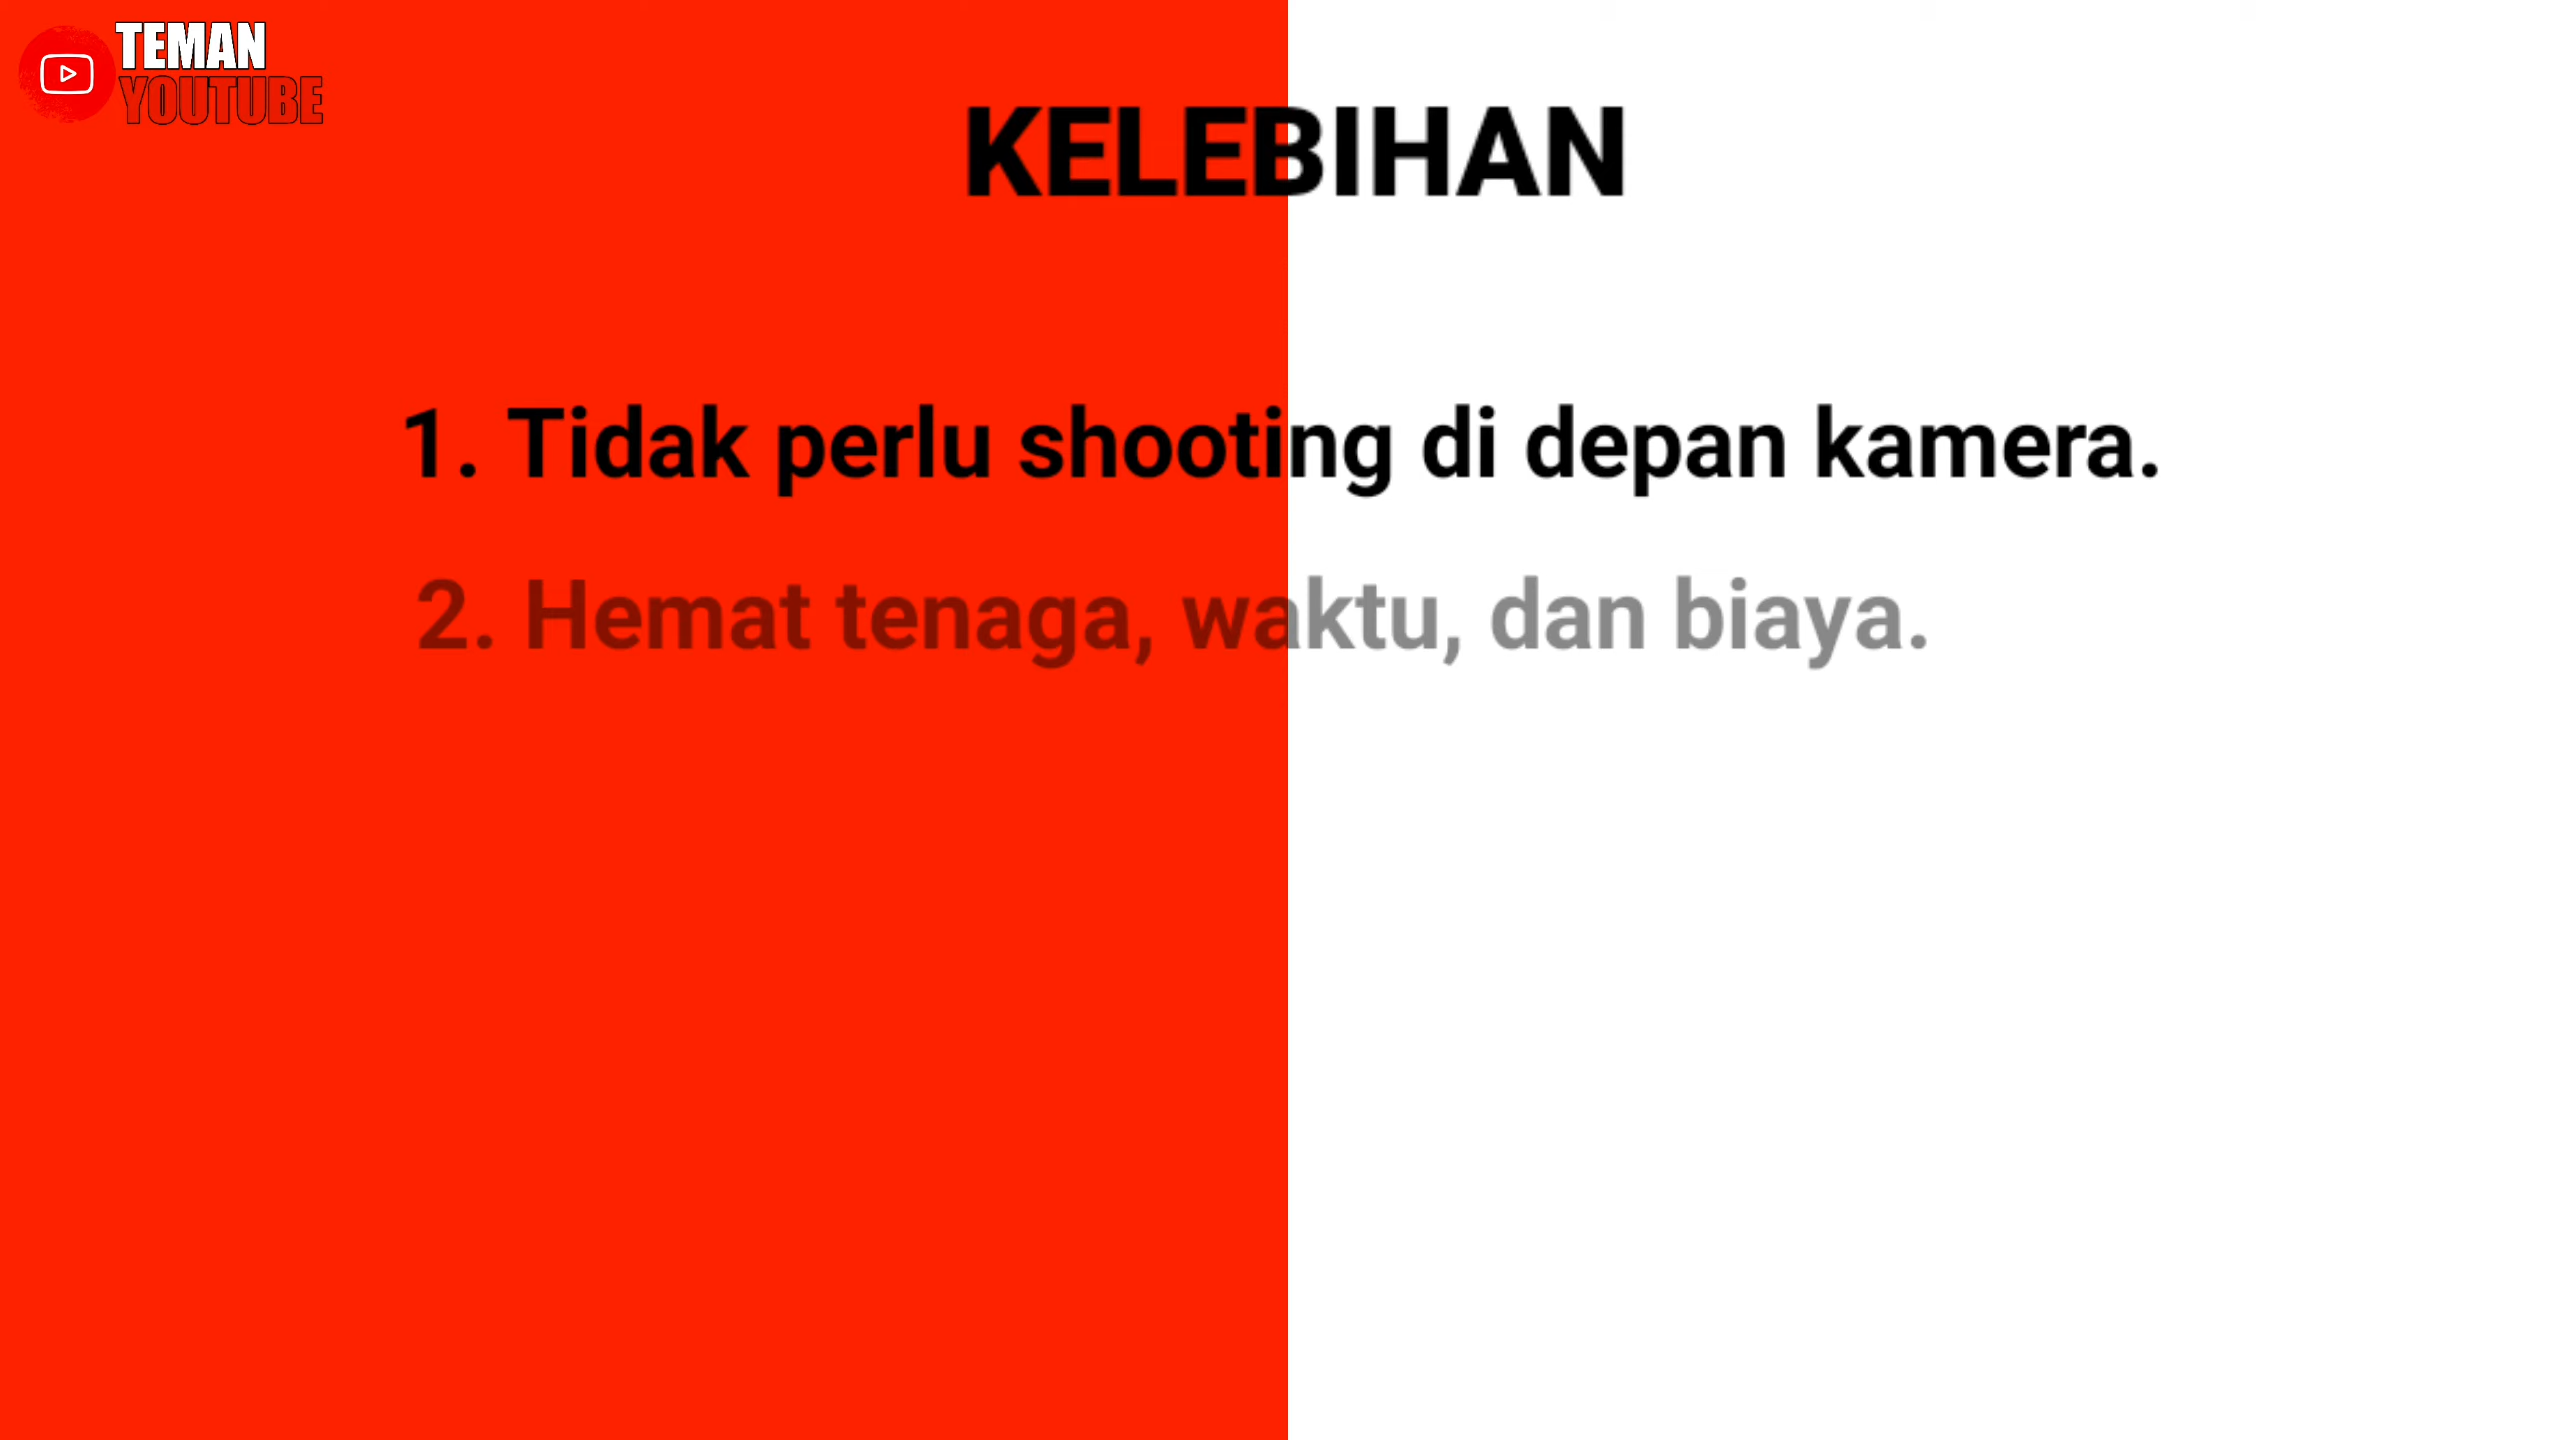 TEMAN
YOUTUBE
KELEBIHAN
1. Tidak perlu shooting di depan kamera.
2. Hemat tenaga, waktu, dan biaya.